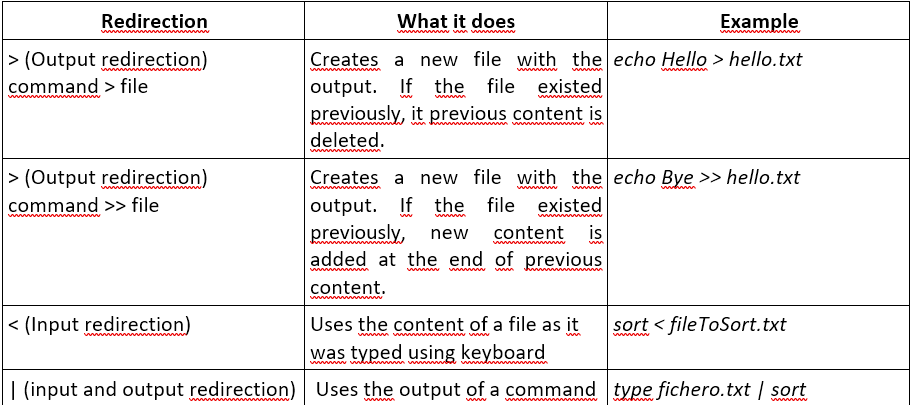 Redirection What it does Example
> (Output redirection)
command > file
Creates a new file with the
output. If the file existed
previously, it previous content is
deleted.
echo Hello > hello.txt
> (Output redirection)
command >> file
Creates a new file with the
output. If the file existed
previously, new content is
added at the end of previous
content.
echo Bye >> hello.txt
< (Input redirection)
Uses the content of a file as it
was typed using keyboard
sort < fileToSort.txt
| (input and output redirection)
Uses the output of a command
type fichero.txt | sort